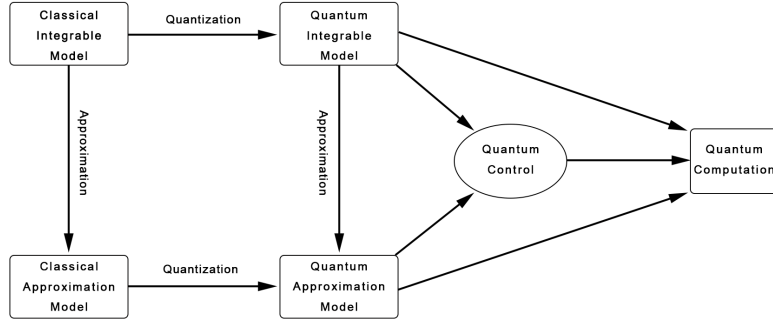 Classical
Integrable
Model
Quantization
Quantum
Integrable
Model
Approximation
Approximation
Quantum
Control
Quantum
Computation
Classical
Approximation
Model
Quantization
Quantum
Approximation
Model